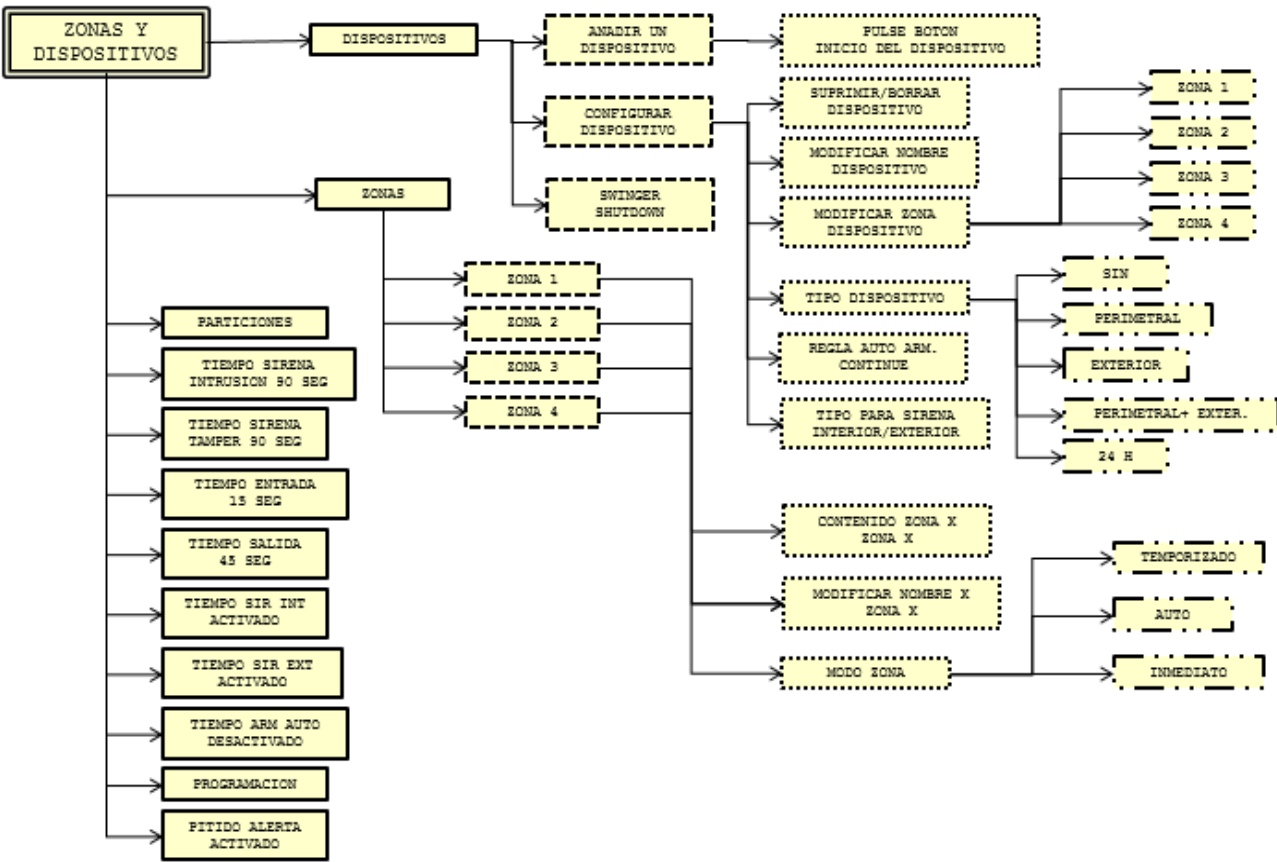 ZONAS Y
DISPOSITIVOS
DISPOSITIVOS
AÑADIR UN
DISPOSITIVO
PULSE BOTON
INICIO DEL DISPOSITIVO
CONFIGURAR
DISPOSITIVO
SUPRIMIR/BORRAR
DISPOSITIVO
MODIFICAR NOMBRE
DISPOSITIVO
MODIFICAR ZONA
DISPOSITIVO
ZONA 1
ZONA 2
ZONA 3
ZONA 4
TIPO DISPOSITIVO
SIN
PERIMETRAL
EXTERIOR
PERIMETRAL+ EXTER.
24 H
REGLA AUTO ARM.
CONTINUE
TIPO PARA SIRENA
INTERIOR/EXTERIOR
SWINGER
SHUTDOWN
ZONAS
ZONA 1
ZONA 2
ZONA 3
ZONA 4
CONTENIDO ZONA X
ZONA X
MODIFICAR NOMBRE X
ZONA X
MODO ZONA
TEMPORIZADO
AUTO
INMEDIATO
PARTICIONES
TIEMPO SIRENA
INTRUSION 90 SEG
TIEMPO SIRENA
TAMPER 90 SEG
TIEMPO ENTRADA
15 SEG
TIEMPO SALIDA
45 SEG
TIEMPO SIR INT
ACTIVADO
TIEMPO SIR EXT
ACTIVADO
TIEMPO ARM AUTO
DESACTIVADO
PROGRAMACION
PITIDO ALERTA
ACTIVADO